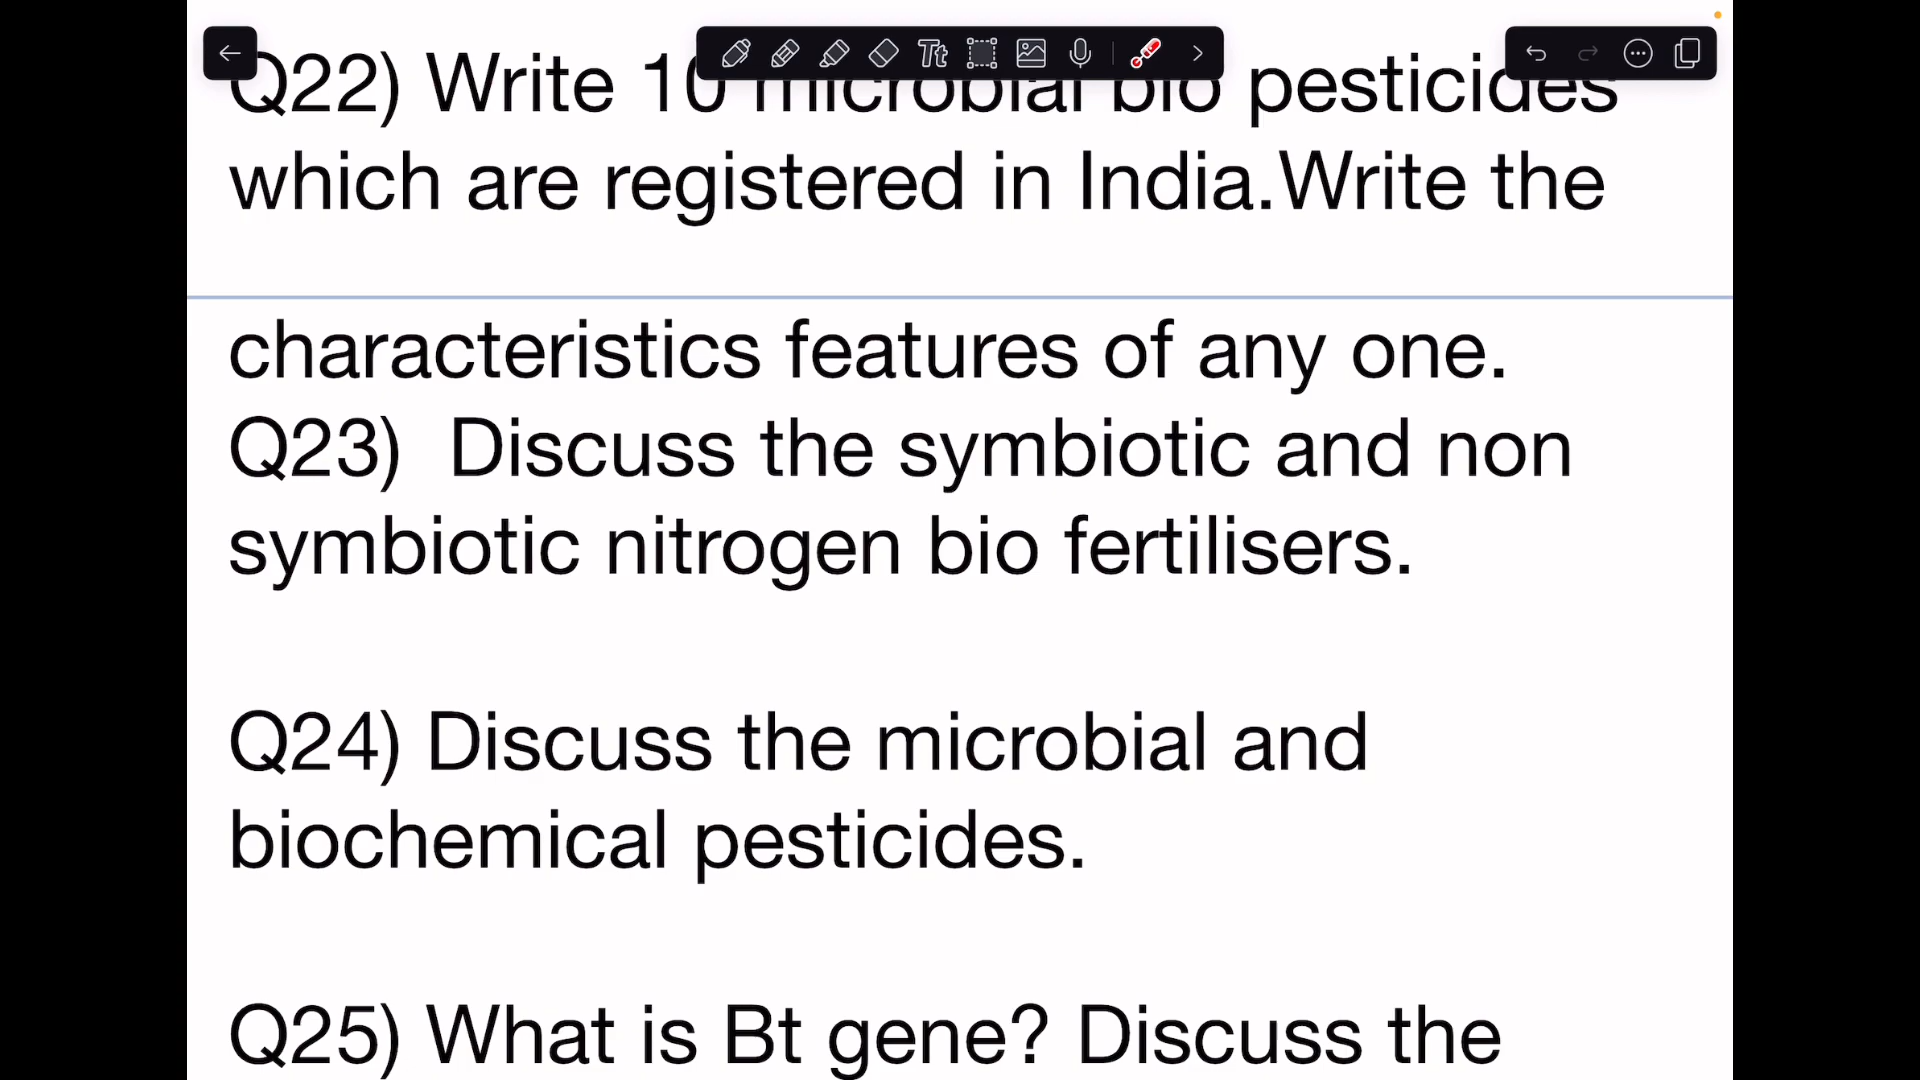 Q22) Write 10 microbial bio pesticides
which are registered in India.Write the
characteristics features of any one.
Q23)  Discuss the symbiotic and non
symbiotic nitrogen bio fertilisers.
Q24) Discuss the microbial and
biochemical pesticides.
Q25) What is Bt gene? Discuss the